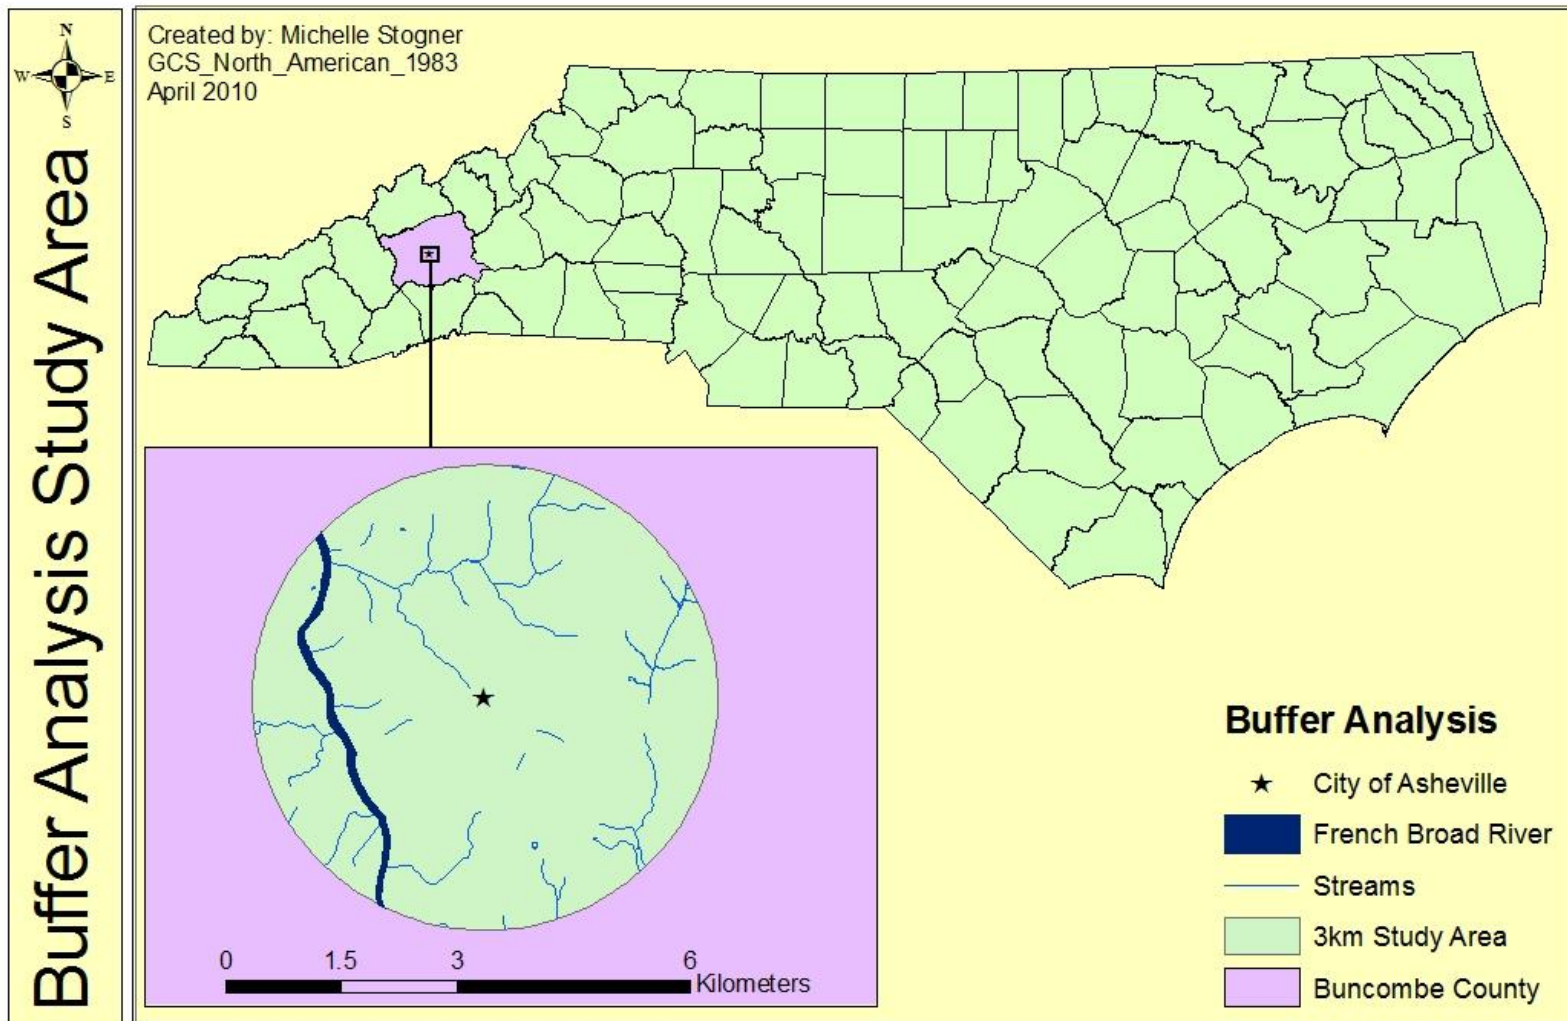 Buffer Analysis Study Area
N
W E
S
Created by: Michelle Stogner
GCS_North_American_1983
April 2010
0 1.5 3 6
Kilometers
Buffer Analysis
City of Asheville
French Broad River
Streams
3km Study Area
Buncombe County